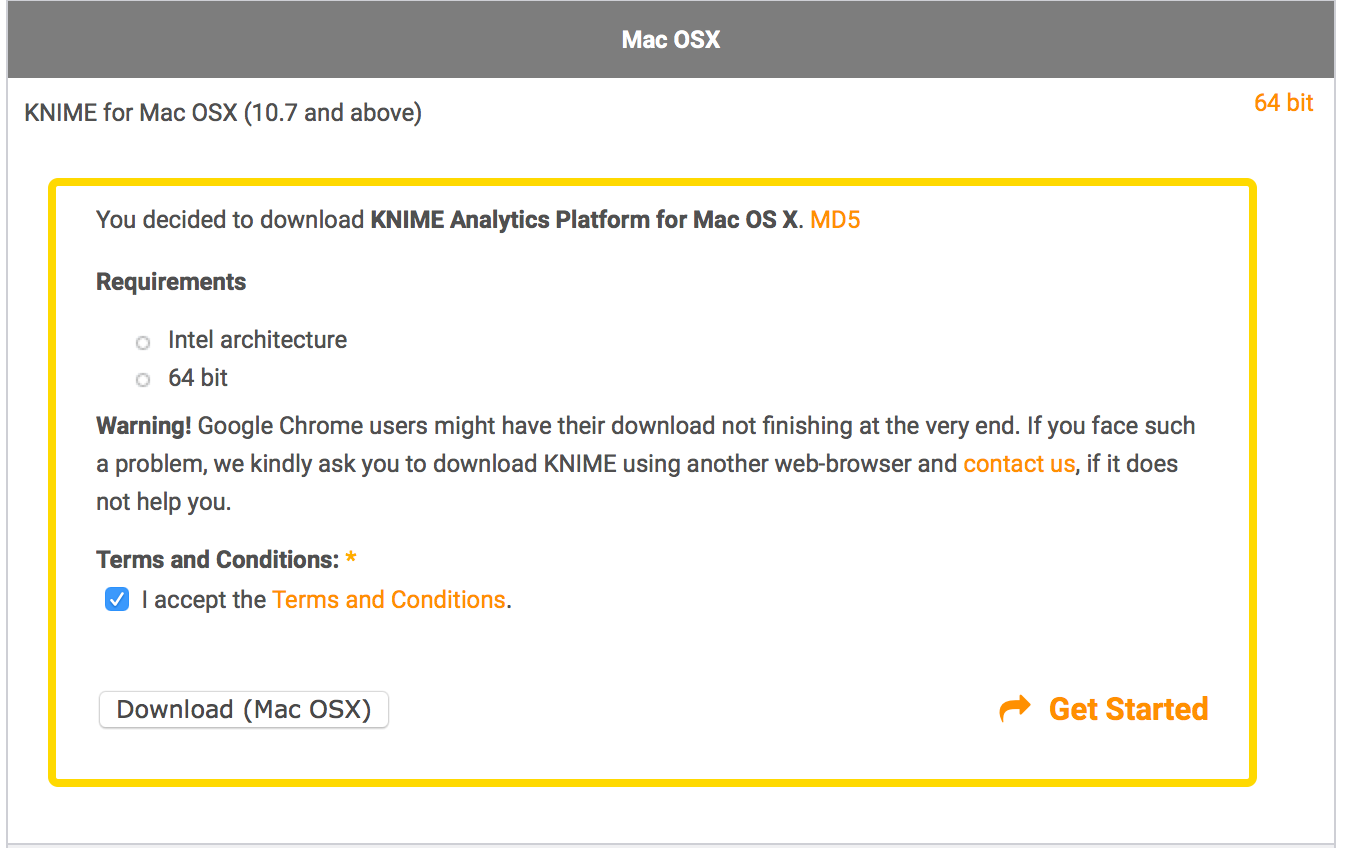 Mac OSX
KNIME for Mac OSX (10.7 and above)
64 bit
You decided to download KNIME Analytics Platform for Mac OS X. MD5
Requirements
Intel architecture
64 bit
Warning! Google Chrome users might have their download not finishing at the very end. If you face such
a problem, we kindly ask you to download KNIME using another web-browser and contact us, if it does
not help you.
Terms and Conditions: *
I accept the Terms and Conditions.
Download (Mac OSX)
Get Started